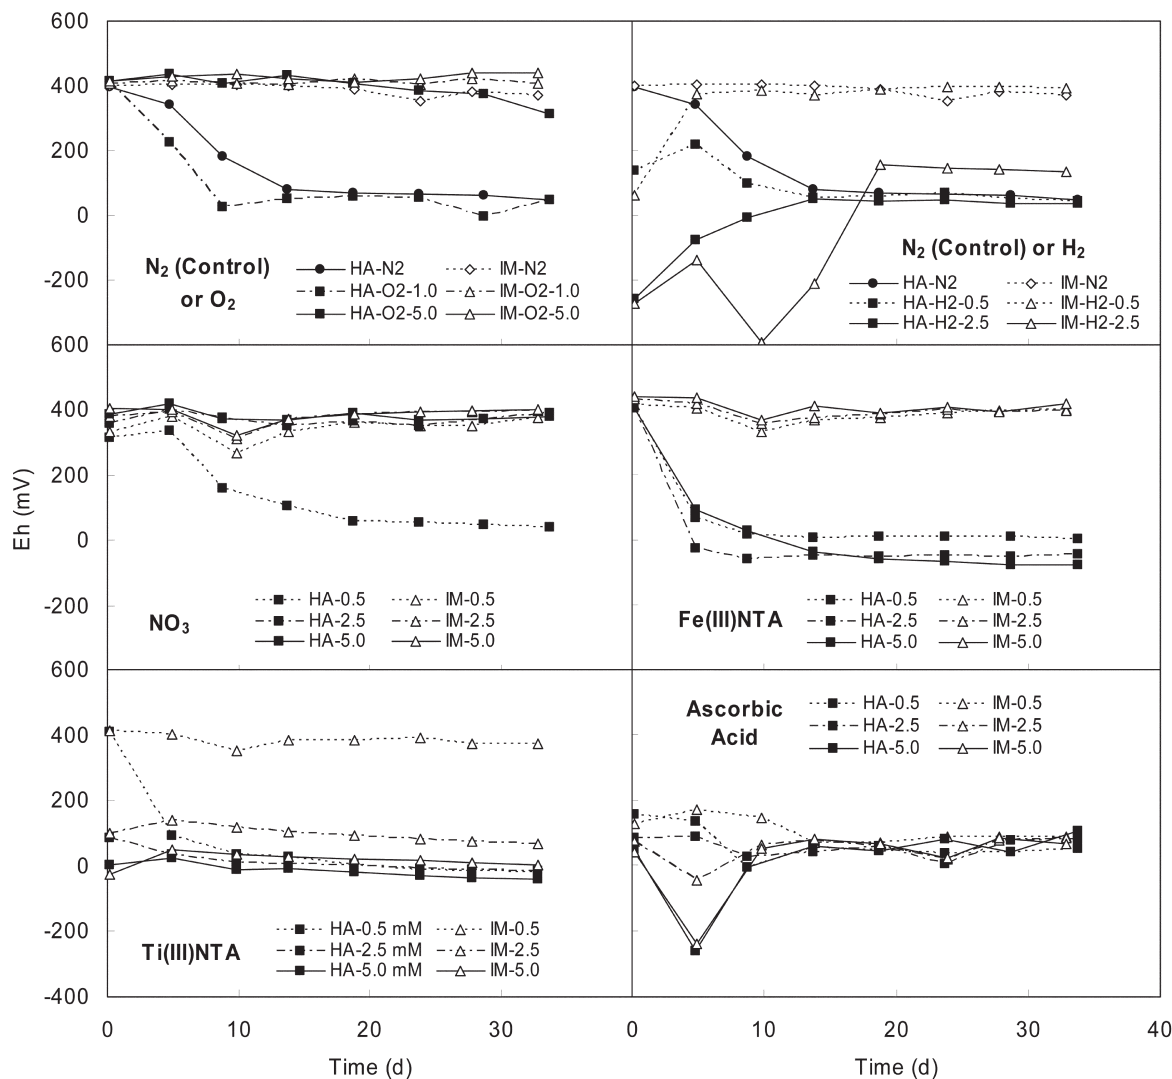 600
400
200
0
-200
600
N2 (Control)
or O2
HA-N2
IM-N2
HA-O2-1.0
IM-O2-1.0
HA-O2-5.0
IM-O2-5.0
N2 (Control) or H2
HA-N2
IM-N2
HA-H2-0.5
IM-H2-0.5
HA-H2-2.5
IM-H2-2.5
Eh (mV)
400
200
0
-200
600
NO3
HA-0.5
IM-0.5
HA-2.5
IM-2.5
HA-5.0
IM-5.0
Fe(III)NTA
HA-0.5
IM-0.5
HA-2.5
IM-2.5
HA-5.0
IM-5.0
400
200
0
-200
-400
Ti(III)NTA
HA-0.5 mM
IM-0.5
HA-2.5 mM
IM-2.5
HA-5.0 mM
IM-5.0
Ascorbic
Acid
HA-0.5
IM-0.5
HA-2.5
IM-2.5
HA-5.0
IM-5.0
0 10 20 30 0 10 20 30 40
Time (d)
Time (d)